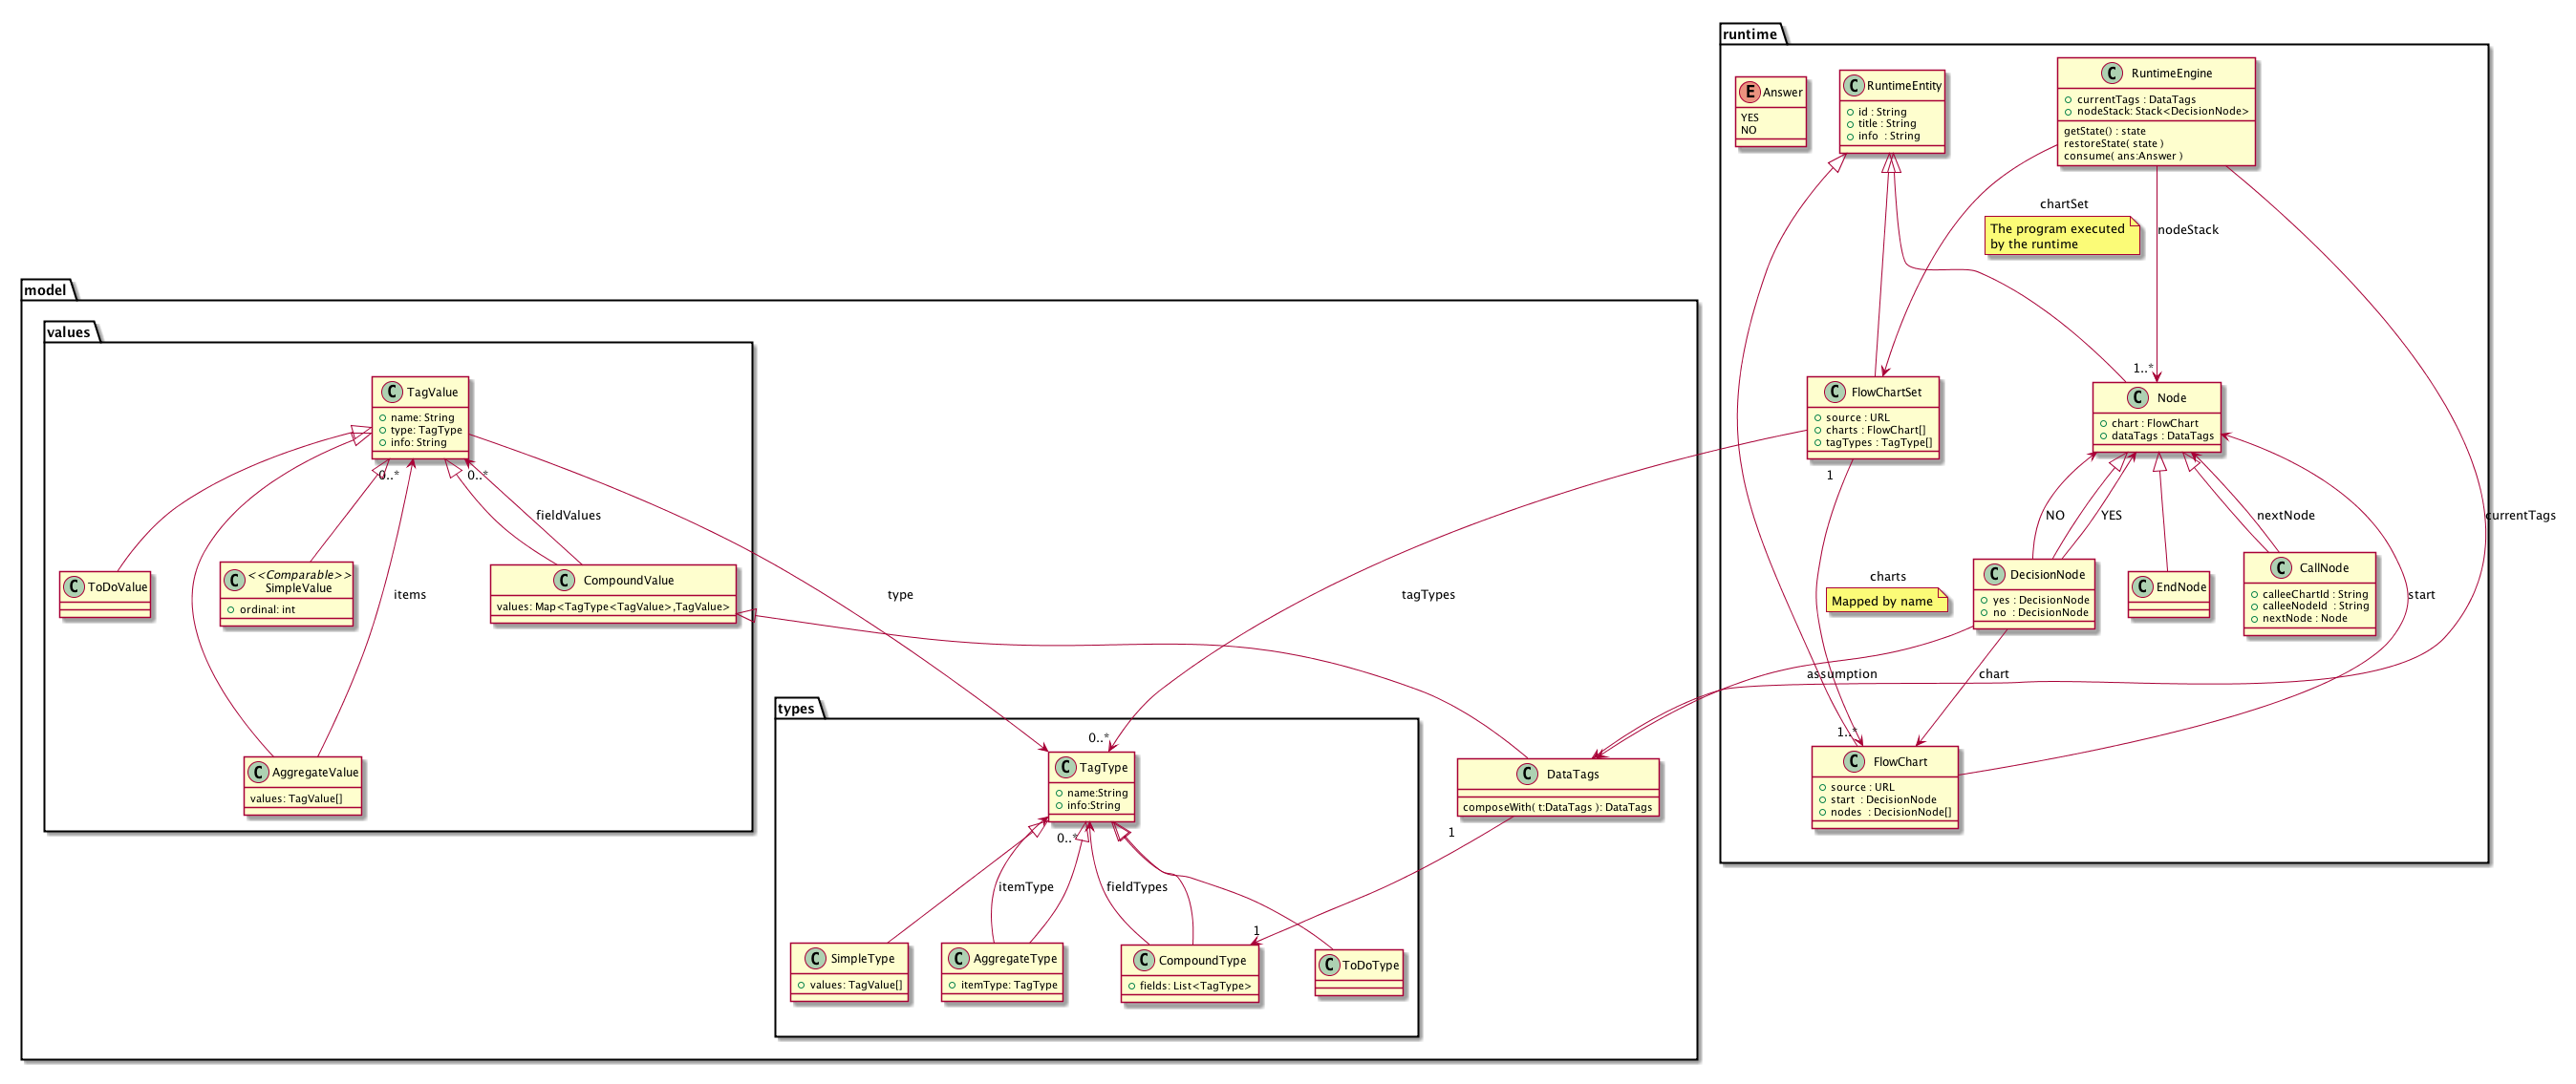 runtime
E Answer
YES
NO
C RuntimeEntity
id : String
title : String
info : String
C RuntimeEngine
currentTags : DataTags
nodeStack: Stack<DecisionNode>
getState() : state
restoreState( state )
consume( ans:Answer )
chartSet
The program executed
by the runtime
nodeStack
model
values
C TagValue
name: String
type: TagType
info: String
0..*
0..*
fieldValues
C ToDoValue
C <<Comparable>>
SimpleValue
ordinal: int
items
C CompoundValue
values: Map<TagType<TagValue>,TagValue>
type
tagTypes
C AggregateValue
values: TagValue[]
C FlowChartSet
source : URL
charts : FlowChart[]
tagTypes : TagType[]
1
1..*
C Node
chart : FlowChart
dataTags : DataTags
NO
YES
nextNode
currentTags
charts
Mapped by name
C DecisionNode
yes : DecisionNode
no : DecisionNode
C EndNode
C CallNode
calleeChartId : String
calleeNodeId : String
nextNode : Node
start
assumption
chart
1..*
C FlowChart
source : URL
start : DecisionNode
nodes : DecisionNode[]
types
0..*
C TagType
name:String
info:String
0..*
C DataTags
composeWith( t:DataTags ): DataTags
1
itemType
fieldTypes
1
C SimpleType
values: TagValue[]
C AggregateType
itemType: TagType
C CompoundType
fields: List<TagType>
C ToDoType